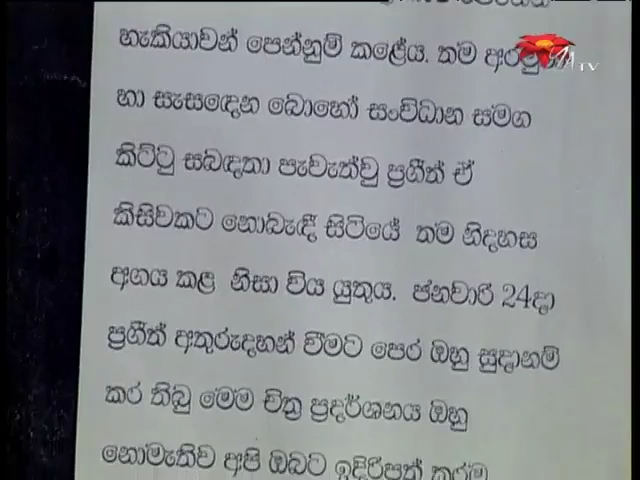 හැකියාවන් පෙන්නුම් කළේය. තම
TV
හා සැසඳෙන බොහෝ සංවිධාන සමග
කිට්ටු සබඳතා පැවැත්වු ප්‍රගීත් ඒ
කිසිවකට නොබැඳී සිටියේ තම නිදහස
අගය කළ නිසා විය යුතුය. ජනවාරි 24දා
ප්‍රගීත් අතුරුදහන් වීමට පෙර ඔහු සුදානම්
කර තිබු මෙම චිත්‍ර ප්‍රදර්ශනය ඔහු
නොමැතිව අපි ඔබට ඉදිරිපත් කරමු